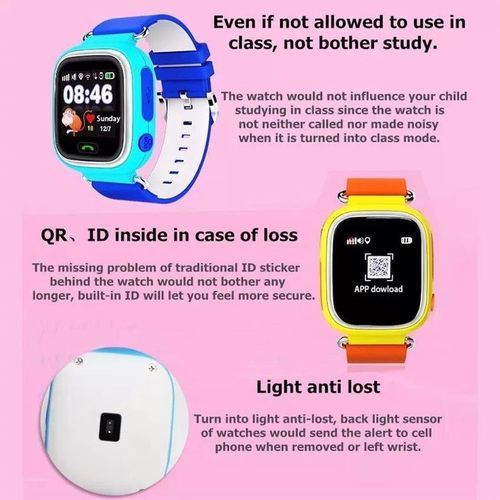 Even if not allowed to use in
class, not bother study.
08:46
Sunday
12/7
The watch would not influence your child
studying in class since the watch is
not neither called nor made noisy
when it is turned into class mode.
QR、ID inside in case of loss
The missing problem of traditional ID sticker
behind the watch would not bother any
longer, built-in ID will let you feel more secure.
APP dowload
Light anti lost
Turn into light anti-lost, back light sensor
of watches would send the alert to cell
phone when removed or left wrist.